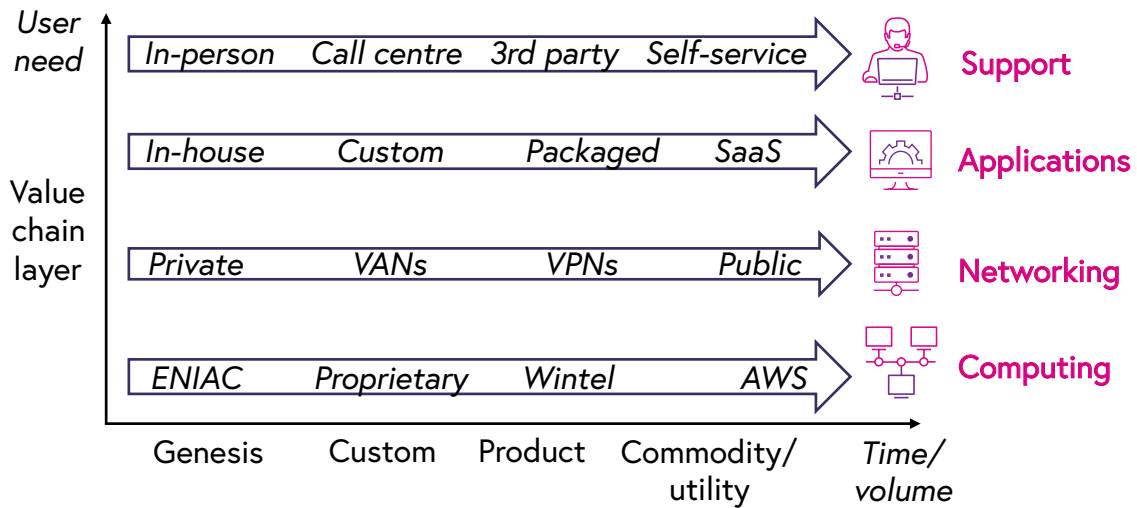 User
need
In-person Call centre 3rd party Self-service
Support
In-house Custom Packaged SaaS
Applications
Value
chain
layer
Private VANs VPNs Public
Networking
ENIAC Proprietary Wintel AWS
Computing
Genesis Custom Product Commodity/
utility
Time/
volume